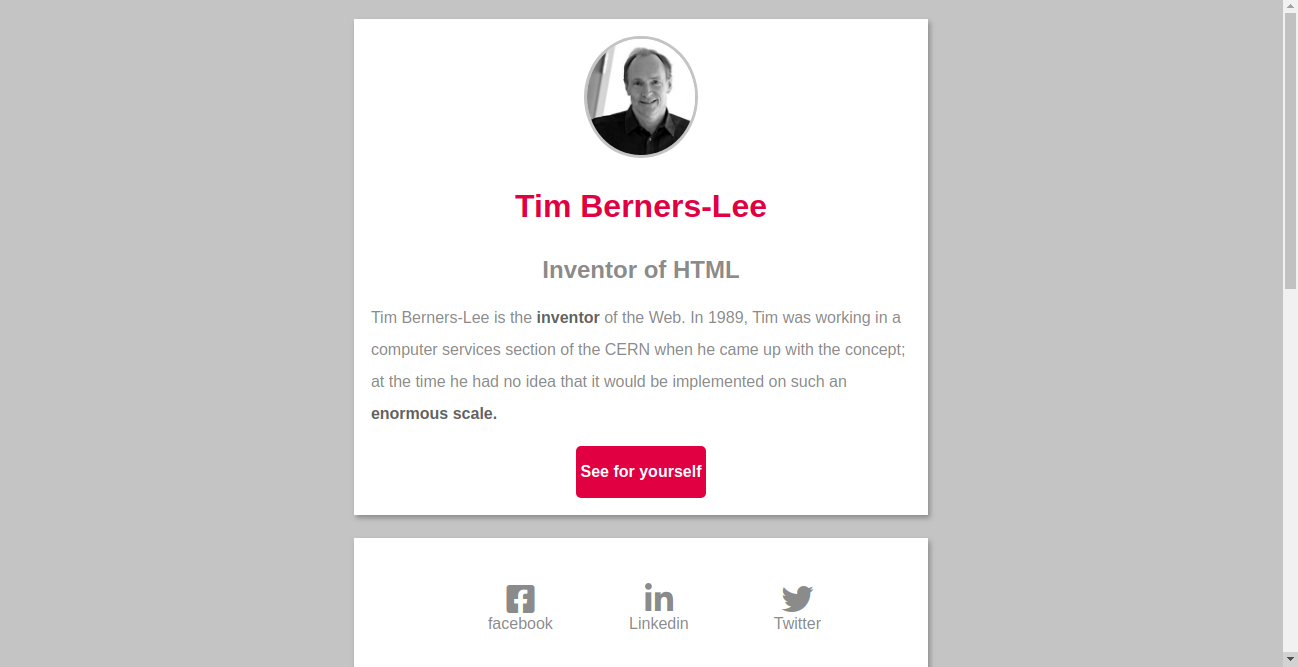 Tim Berners-Lee
Inventor of HTML
Tim Berners-Lee is the inventor of the Web. In 1989, Tim was working in a
computer services section of the CERN when he came up with the concept;
at the time he had no idea that it would be implemented on such an
enormous scale.
See for yourself
facebook Linkedin Twitter